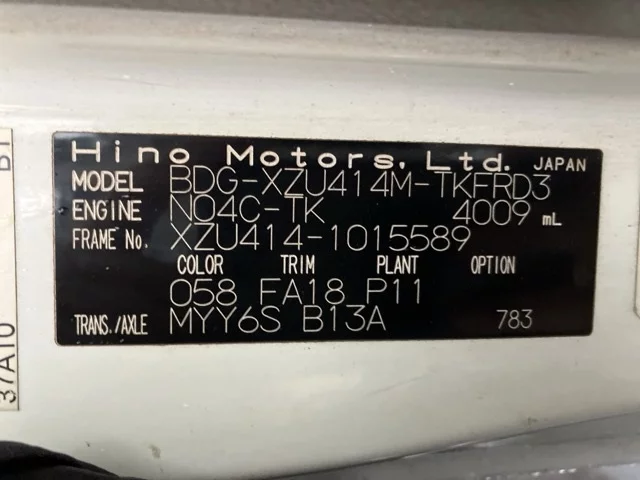 Hino Motors, Ltd. JAPAN
MODEL BDG-XZU414M-TKFRD3
ENGINE N04C-TK 4009 mL
FRAME No. XZU414-1015589
COLOR TRIM PLANT OPTION
058 FA18 P11
TRANS./AXLE MYY6S B13A 783
37A10